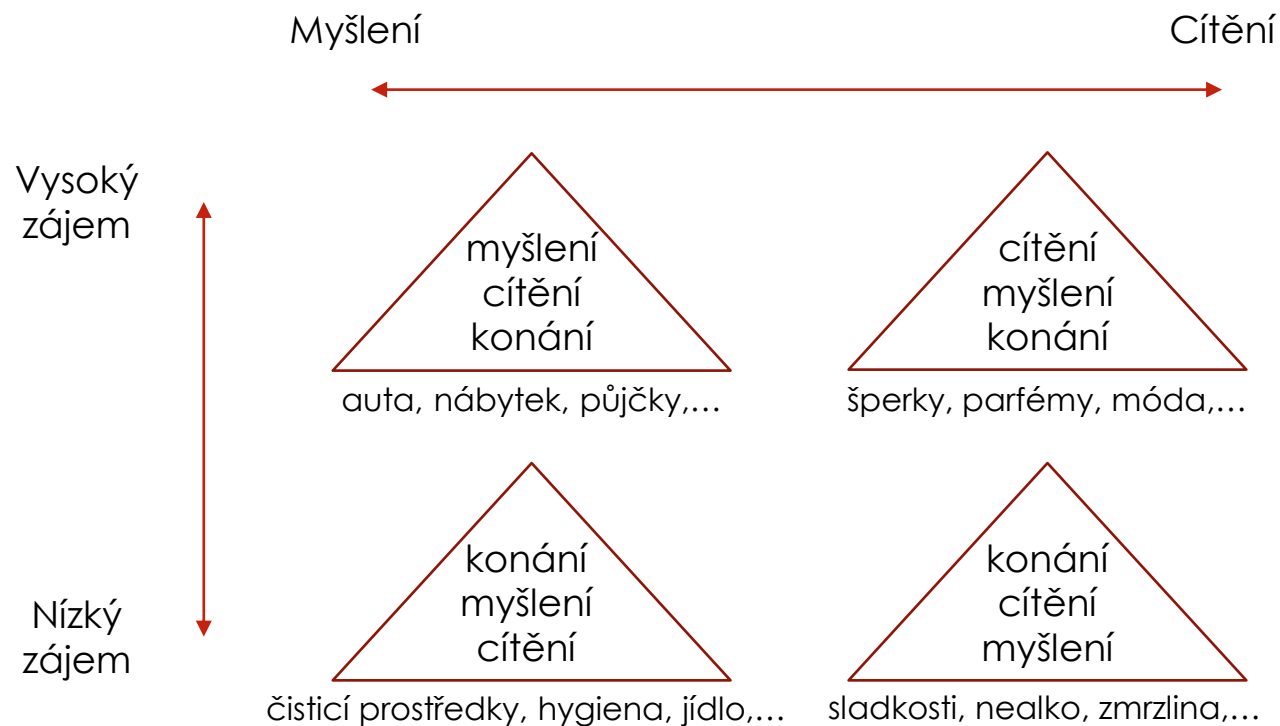 Myšlení
Cítění
Vysoký
zájem
myšlení
cítění
konání
auta, nábytek, půjčky,…
cítění
myšlení
konání
šperky, parfémy, móda,…
Nízký
zájem
konání
myšlení
cítění
čisticí prostředky, hygiena, jídlo,…
konání
cítění
myšlení
sladkosti, nealko, zmrzlina,…